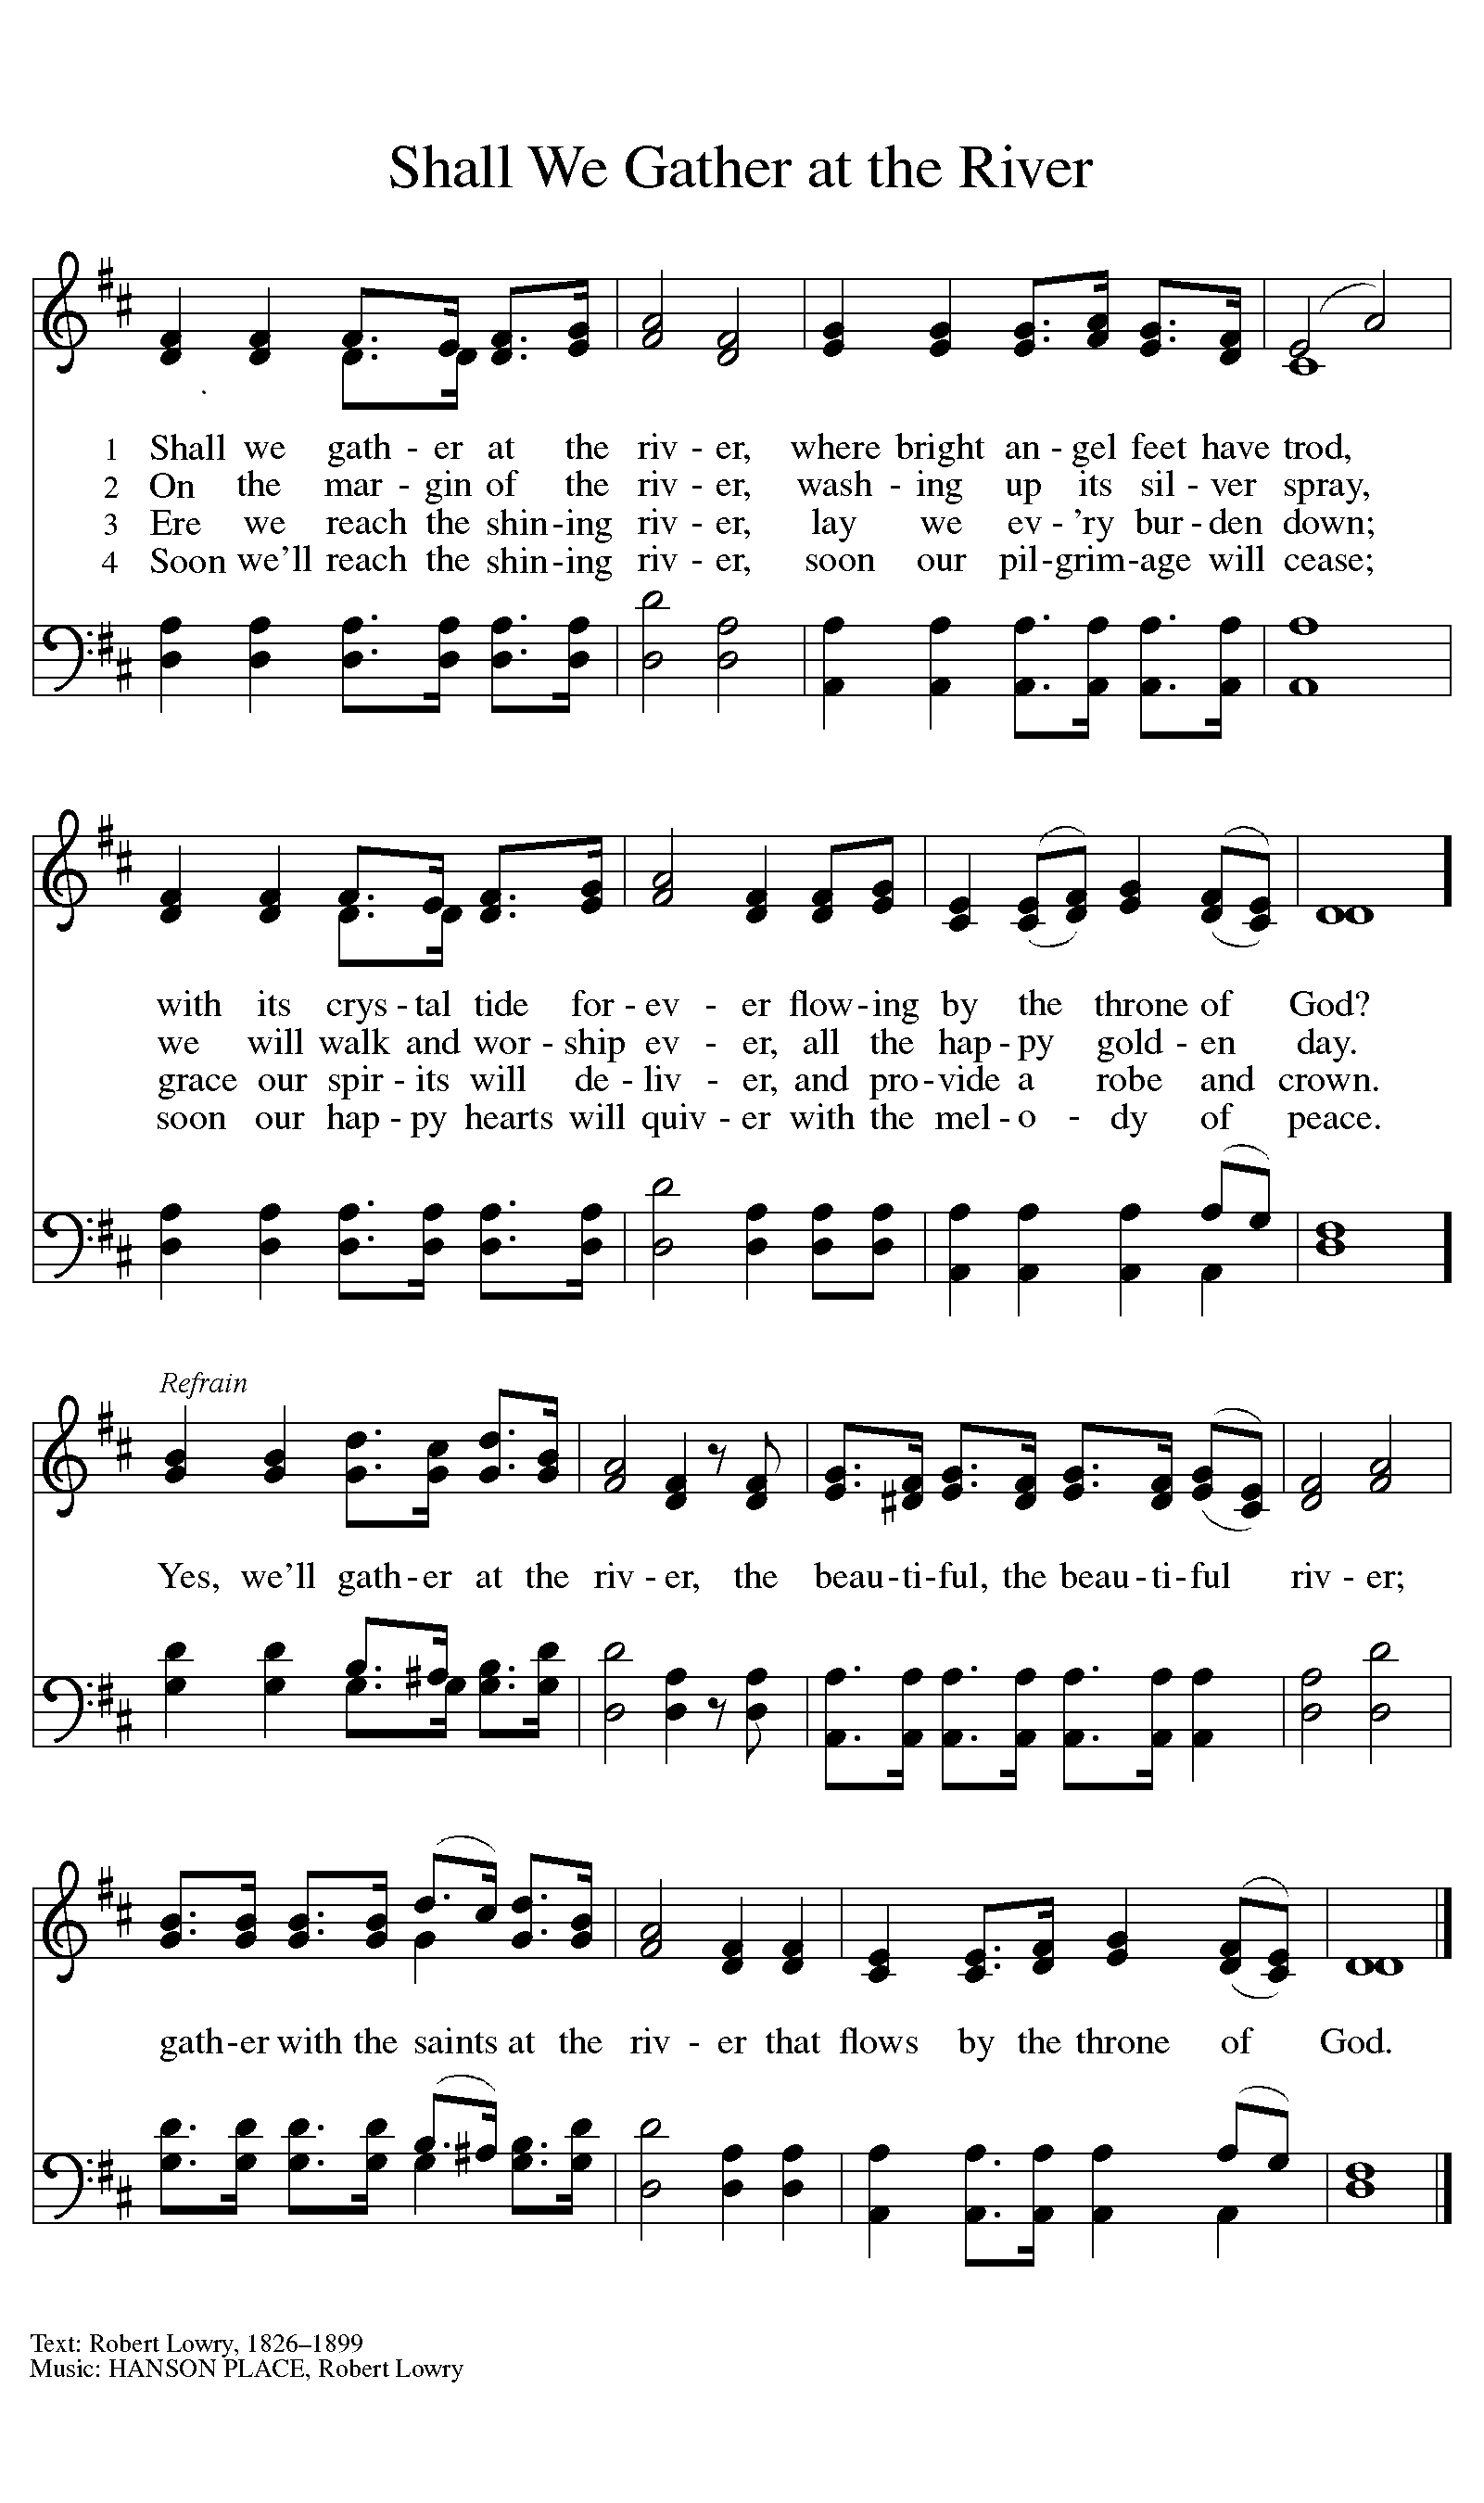 Shall We Gather at the River
1 Shall we gath - er at the riv - er, where bright an - gel feet have trod,
2 On the mar - gin of the riv - er, wash - ing up its sil - ver spray,
3 Ere we reach the shin - ing riv - er, lay we ev - 'ry bur - den down;
4 Soon we'll reach the shin - ing riv - er, soon our pil - grim - age will cease;
with its crys - tal tide for - ev - er flow - ing by the throne of God?
we will walk and wor - ship ev - er, all the hap - py gold - en day.
grace our spir - its will de - liv - er, and pro - vide a robe and crown.
soon our hap - py hearts will quiv - er with the mel - o - dy of peace.
Refrain
Yes, we'll gath - er at the riv - er, the beau - ti - ful, the beau - ti - ful riv - er;
gath - er with the saints at the riv - er that flows by the throne of God.
Text: Robert Lowry, 1826–1899
Music: HANSON PLACE, Robert Lowry